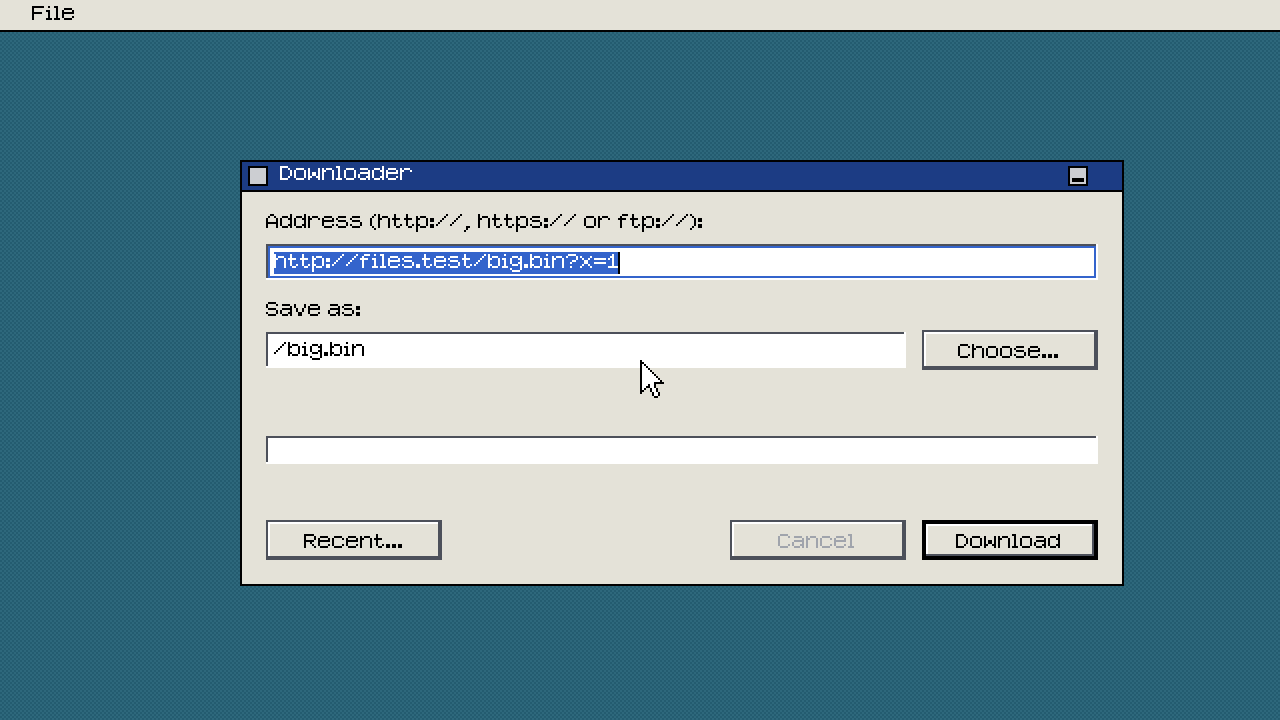 File
Downloader
Address (http://, https:// or ftp://):
http://files.test/big.bin?x=1
Save as:
/big.bin
Choose...
Recent...
Cancel
Download